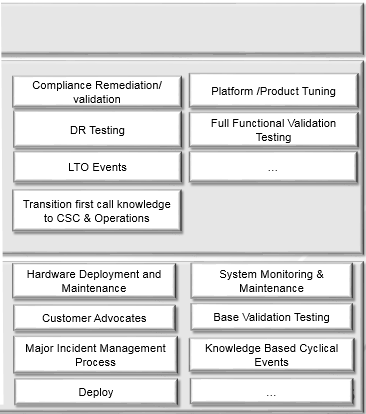 Compliance Remediation/
validation
Platform /Product Tuning
DR Testing
Full Functional Validation
Testing
LTO Events
...
Transition first call knowledge
to CSC & Operations
Hardware Deployment and
Maintenance
System Monitoring &
Maintenance
Customer Advocates
Base Validation Testing
Major Incident Management
Process
Knowledge Based Cyclical
Events
Deploy
...